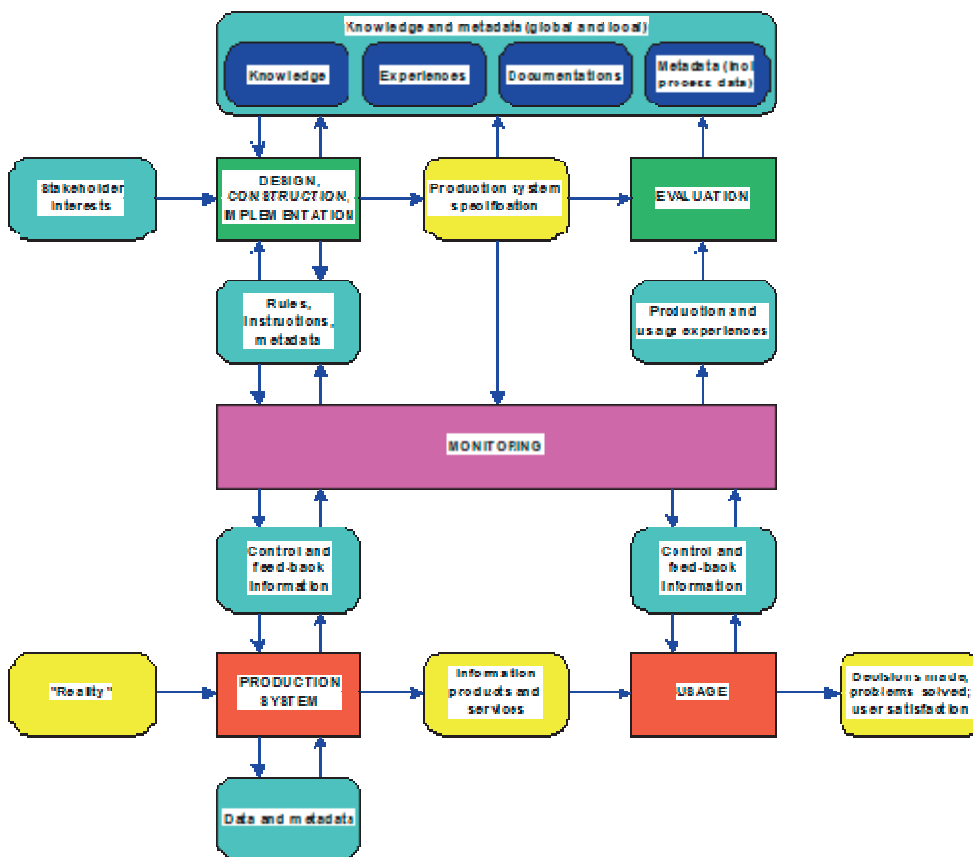 Knowledge and metadata (global and local)
Knowledge
Experiences
Documentations
Metadata (incl
process data)
Stakeholder
Interests
DESIGN,
CONSTRUCTION,
IMPLEMENTATION
Production system
specification
EVALUATION
Rules,
Instructions,
metadata
Production and
usage experiences
MONITORING
Control and
feed-back
Information
Control and
feed-back
Information
"Reality"
PRODUCTION
SYSTEM
Information
products and
services
USAGE
Decisions made,
problems solved;
user satisfaction
Data and metadata